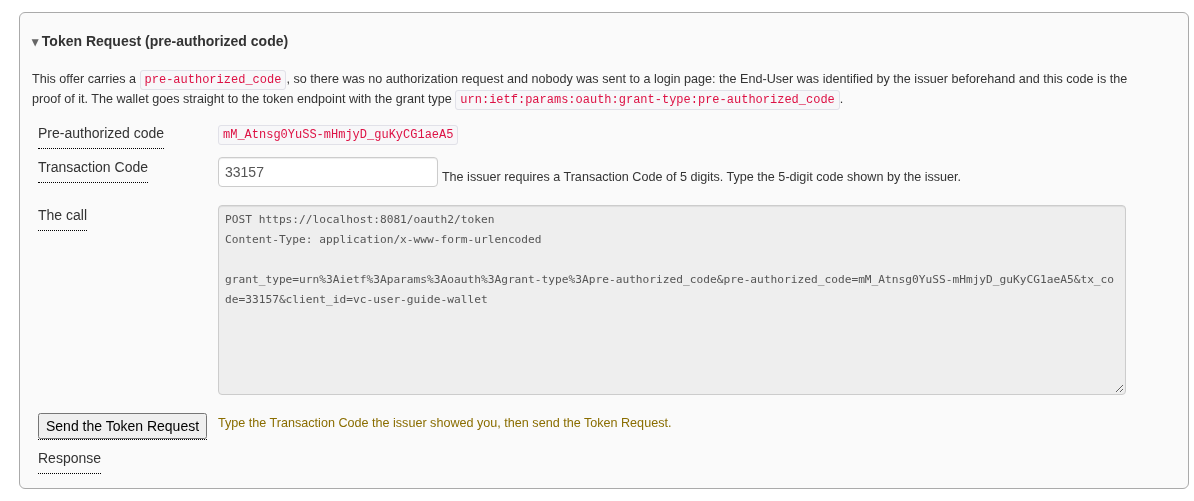 ▾ Token Request (pre-authorized code)
This offer carries a pre-authorized_code, so there was no authorization request and nobody was sent to a login page: the End-User was identified by the issuer beforehand and this code is the
proof of it. The wallet goes straight to the token endpoint with the grant type urn:ietf:params:oauth:grant-type:pre-authorized_code.
Pre-authorized code mM_Atnsg0YuSS-mHmjyD_guKyCG1aeA5
Transaction Code 33157 The issuer requires a Transaction Code of 5 digits. Type the 5-digit code shown by the issuer.
The call POST https://localhost:8081/oauth2/token
Content-Type: application/x-www-form-urlencoded
grant_type=urn%3Aietf%3Aparams%3Aoauth%3Agrant-type%3Apre-authorized_code&pre-authorized_code=mM_Atnsg0YuSS-mHmjyD_guKyCG1aeA5&tx_co
de=33157&client_id=vc-user-guide-wallet
Send the Token Request Type the Transaction Code the issuer showed you, then send the Token Request.
Response